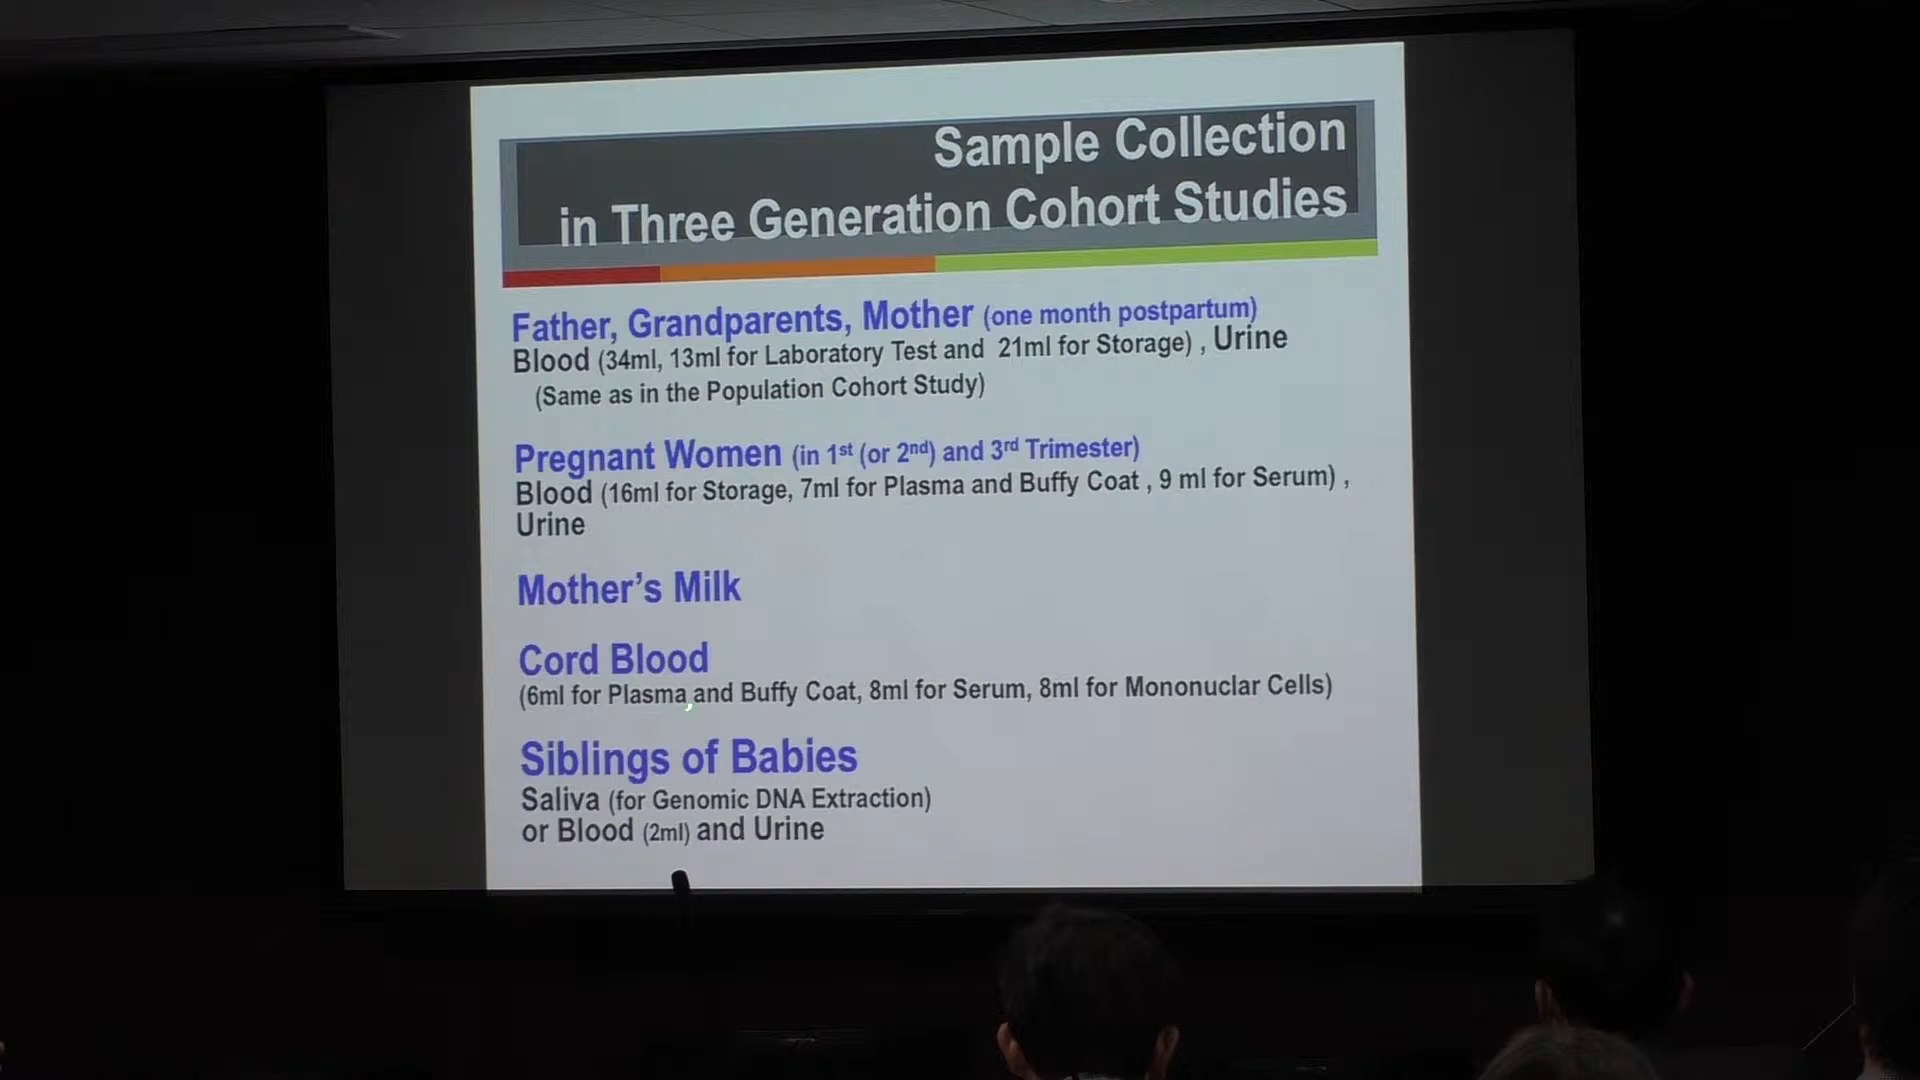 Sample Collection
in Three Generation Cohort Studies
Father, Grandparents, Mother (one month postpartum)
Blood (34ml, 13ml for Laboratory Test and 21ml for Storage) , Urine
(Same as in the Population Cohort Study)
Pregnant Women (in 1st (or 2nd) and 3rd Trimester)
Blood (16ml for Storage, 7ml for Plasma and Buffy Coat , 9 ml for Serum) ,
Urine
Mother’s Milk
Cord Blood
(6ml for Plasma and Buffy Coat, 8ml for Serum, 8ml for Mononuclar Cells)
Siblings of Babies
Saliva (for Genomic DNA Extraction)
or Blood (2ml) and Urine